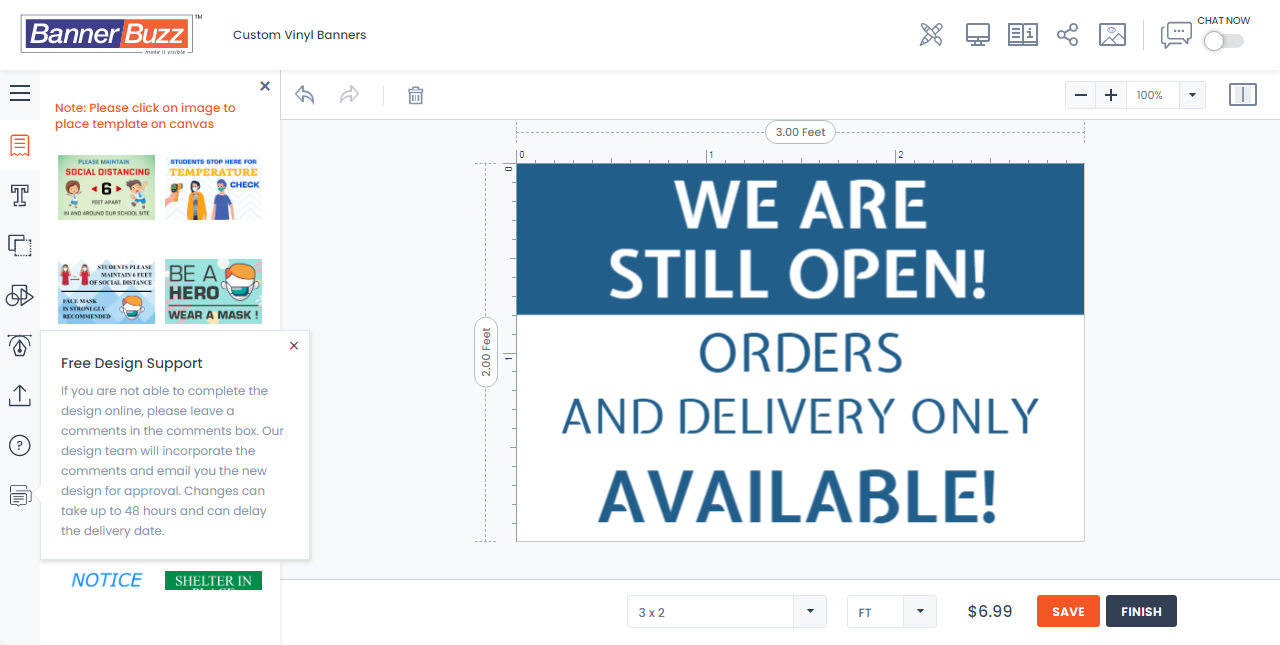 BannerBuzz™
make it visible
Custom Vinyl Banners
CHAT NOW
Note: Please click on image to
place template on canvas
100%
3.00 Feet
0
1
2
0
1
2.00 Feet
PLEASE MAINTAIN
SOCIAL DISTANCING
6
FEET APART
IN AND AROUND OUR SCHOOL SITE
STUDENTS STOP HERE FOR
TEMPERATURE
CHECK
STUDENTS PLEASE
MAINTAIN 6 FEET
OF SOCIAL DISTANCE
FACE MASK
IS STRONLGLY
RECOMMENDED
BE A
HERO
WEAR A MASK !
Free Design Support
If you are not able to complete the
design online, please leave a
comments in the comments box. Our
design team will incorporate the
comments and email you the new
design for approval. Changes can
take up to 48 hours and can delay
the delivery date.
NOTICE
SHELTER IN
PLACE
WE ARE
STILL OPEN!
ORDERS
AND DELIVERY ONLY
AVAILABLE!
3 x 2
FT
$6.99
SAVE
FINISH